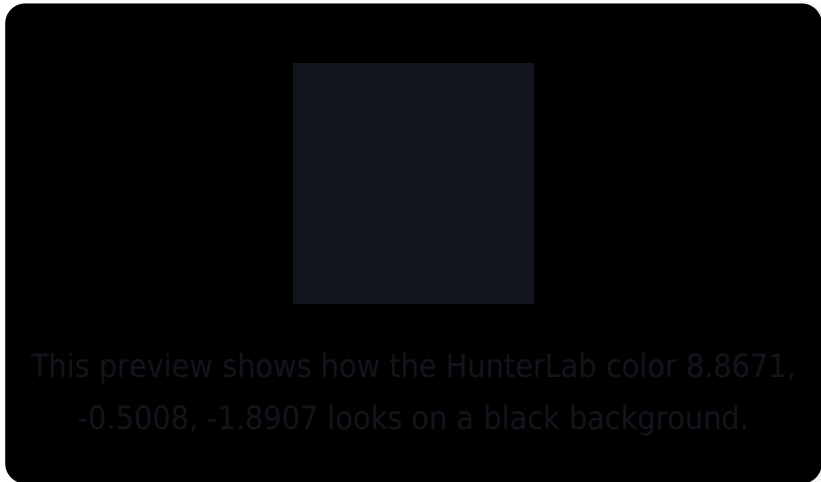 This preview shows how the HunterLab color 8.8671,
-0.5008, -1.8907 looks on a black background.